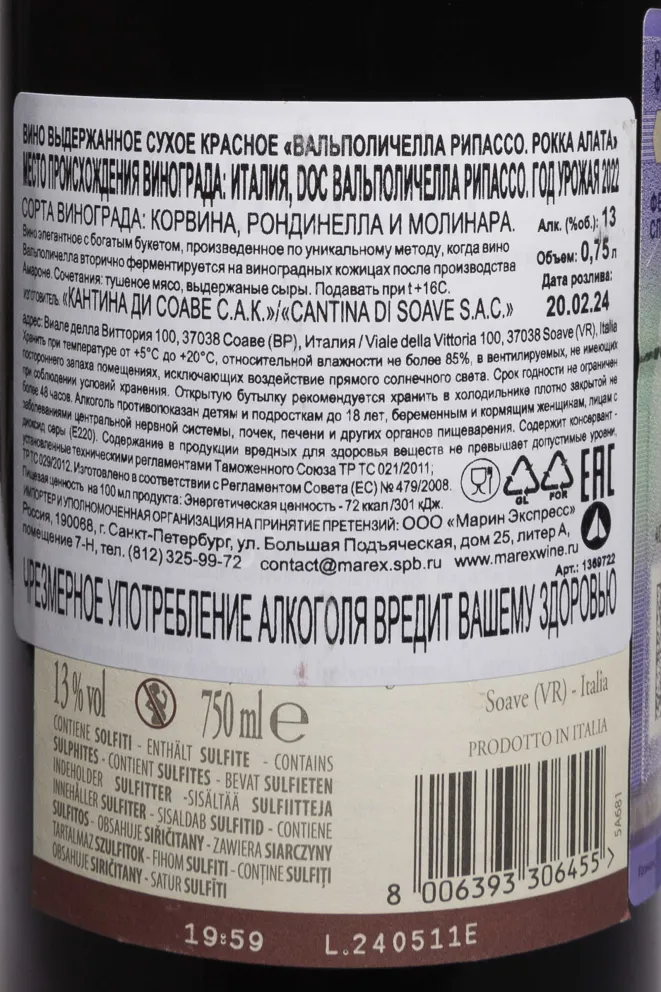 ВИНО ВЫДЕРЖАННОЕ СУХОЕ КРАСНОЕ «ВАЛЬПОЛИЧЕЛЛА РИПАССО. РОККА АЛАТА»
МЕСТО ПРОИСХОЖДЕНИЯ ВИНОГРАДА: ИТАЛИЯ, DOC ВАЛЬПОЛИЧЕЛЛА РИПАССО. ГОД УРОЖАЯ 2022
СОРТА ВИНОГРАДА: КОРВИНА, РОНДИНЕЛЛА И МОЛИНАРА.
Алк. (%об.): 13
Вино элегантное с богатым букетом, произведенное по уникальному методу, когда вино
Объем: 0,75 л
Вальполичелла вторично ферментируется на виноградных кожицах после производства
Дата розлива:
Амароне. Сочетания: тушеное мясо, выдержаные сыры. Подавать при t +16С.
20.02.24
изготовитель: «КАНТИНА ДИ СОАВЕ С.А.К.»/«CANTINA DI SOAVE S.A.C.»
адрес: Виале делла Виттория 100, 37038 Соаве (ВР), Италия / Viale della Vittoria 100, 37038 Soave (VR), Italia
Хранить при температуре от +5°С до +20°С, относительной влажности не более 85%, в вентилируемых, не имеющих
постороннего запаха помещениях, исключающих воздействие прямого солнечного света. Срок годности не ограничен
при соблюдении условий хранения. Открытую бутылку рекомендуется хранить в холодильнике плотно закрытой не
более 48 часов. Алкоголь противопоказан детям и подросткам до 18 лет, беременным и кормящим женщинам, лицам с
заболеваниями центральной нервной системы, почек, печени и других органов пищеварения. Содержит консервант -
диоксид серы (Е220). Содержание в продукции вредных для здоровья веществ не превышает допустимые уровни,
установленные техническими регламентами Таможенного Союза ТР ТС 021/2011;
ТР ТС 029/2012. Изготовлено в соответствии с Регламентом Совета (ЕС) № 479/2008.
Пищевая ценность на 100 мл продукта: Энергетическая ценность - 72 ккал /301 кДж.
GL POR
EAC
ИМПОРТЕР И УПОЛНОМОЧЕННАЯ ОРГАНИЗАЦИЯ НА ПРИНЯТИЕ ПРЕТЕНЗИЙ: ООО «Марин Экспресс»
Россия, 190068, г. Санкт-Петербург, ул. Большая Подъяческая, дом 25, литер А,
помещение 7-Н, тел. (812) 325-99-72 contact@marex.spb.ru www.marexwine.ru
Арт.: 1369722
ЧРЕЗМЕРНОЕ УПОТРЕБЛЕНИЕ АЛКОГОЛЯ ВРЕДИТ ВАШЕМУ ЗДОРОВЬЮ
13 % vol 750 ml e
Soave (VR) - Italia
PRODOTTO IN ITALIA
CONTIENE SOLFITI - ENTHÄLT SULFITE - CONTAINS
SULPHITES - CONTIENT SULFITES - BEVAT SULFIETEN
INDEHOLDER SULFITTER -SISÄLTÄÄ SULFIITTEJA
INNEHÅLLER SULFITER - SISALDAB SULFITID - CONTIENE
SULFITOS - OBSAHUJE SIŘIČITANY - ZAWIERA SIARCZYNY
TARTALMAZ SZULFITOK - FIHOM SULFITI - CONȚINE SULFIȚI
OBSAHUJE SIRIČITANY - SATUR SULFĪTI
5A681
8 006393 306455 >
19:59 L.240511E